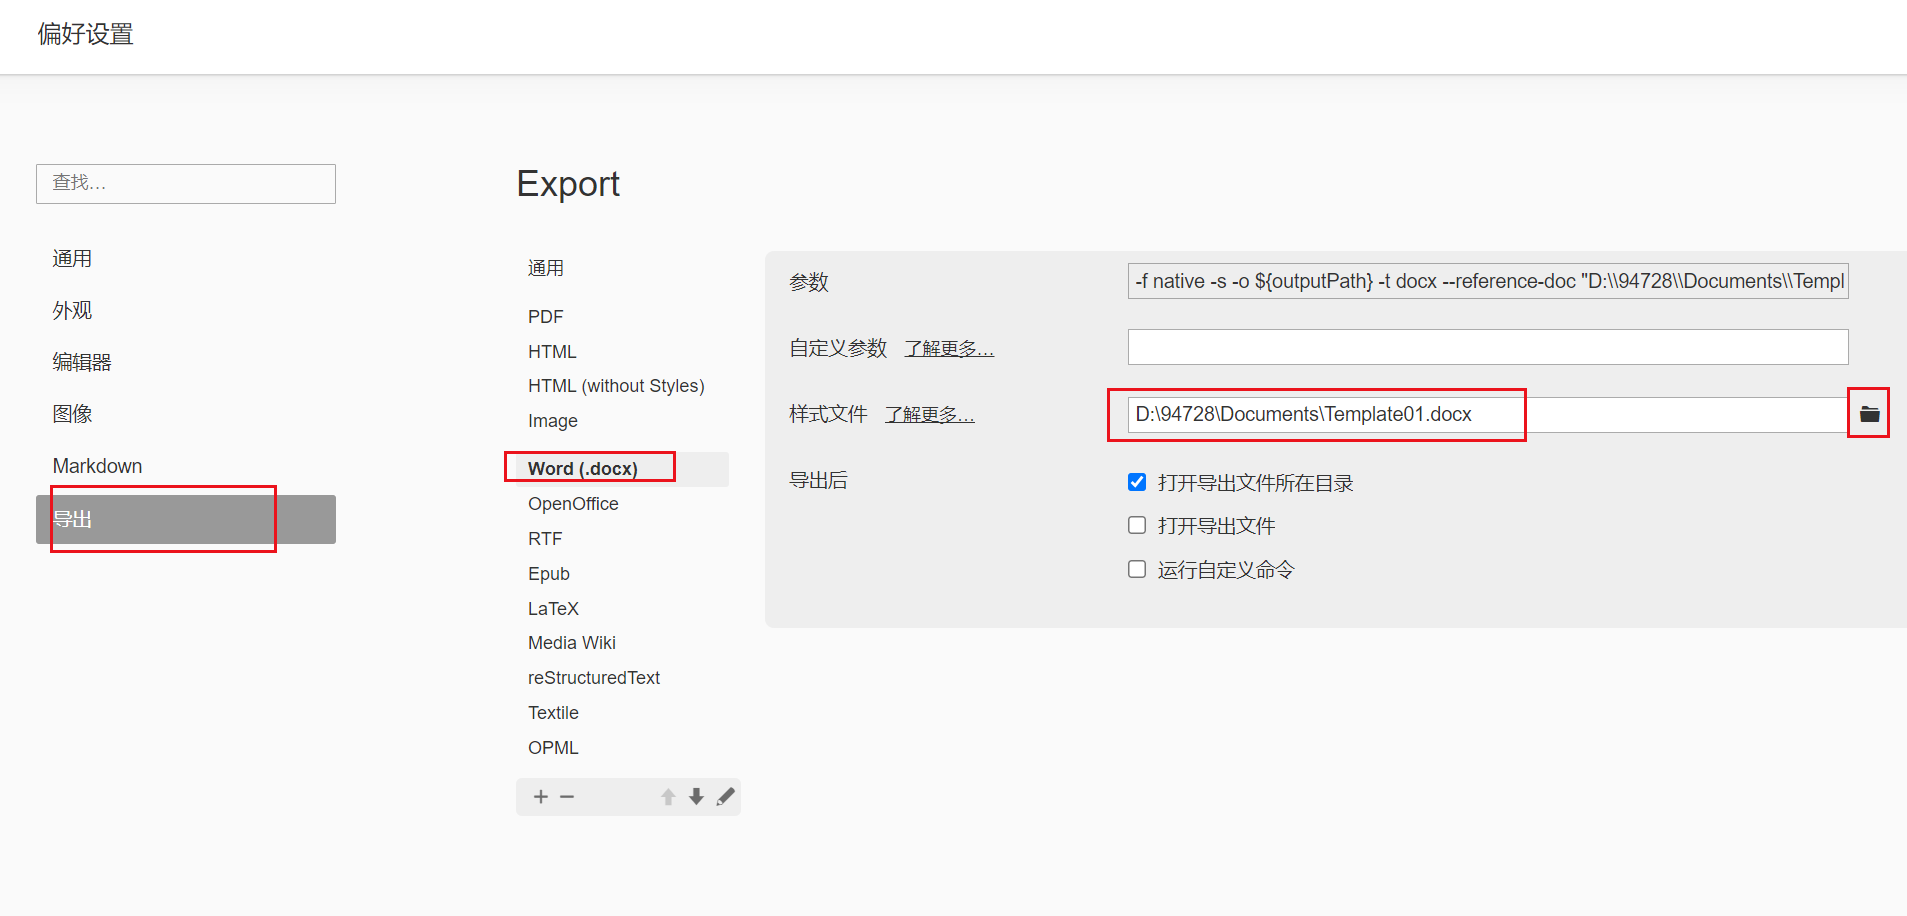 偏好设置
查找...
通用
外观
编辑器
图像
Markdown
导出
Export
通用
PDF
HTML
HTML (without Styles)
Image
Word (.docx)
OpenOffice
RTF
Epub
LaTeX
Media Wiki
reStructuredText
Textile
OPML
参数 -f native -s -o ${outputPath} -t docx --reference-doc "D:\\94728\\Documents\\Templ
自定义参数 了解更多...
样式文件 了解更多... D:\94728\Documents\Template01.docx
导出后
打开导出文件所在目录
打开导出文件
运行自定义命令